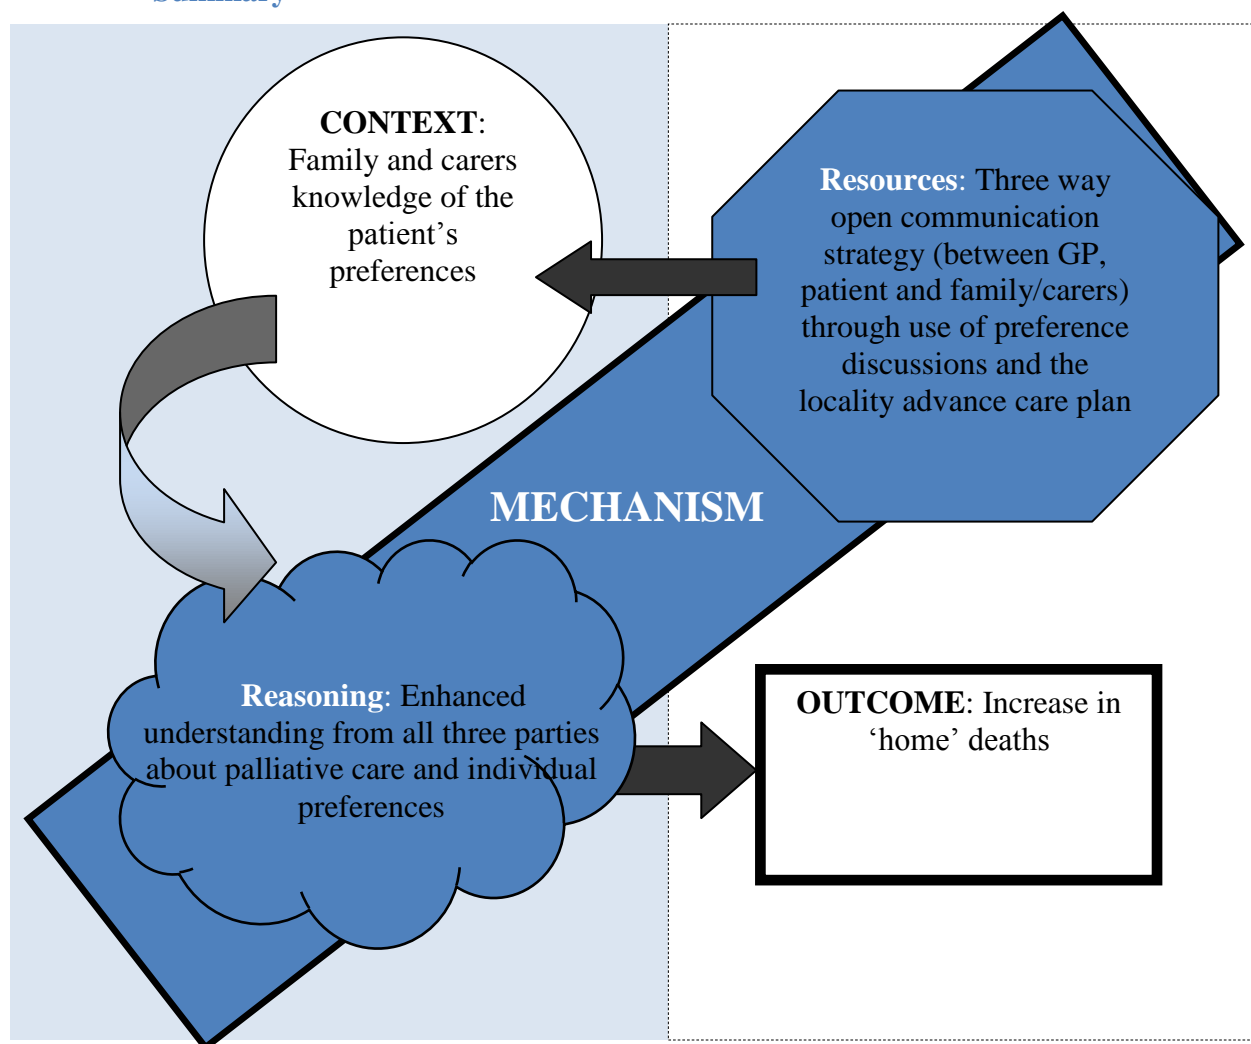 Summary
CONTEXT:
Family and carers
knowledge of the
patient’s
preferences
Resources: Three way
open communication
strategy (between GP,
patient and family/carers)
through use of preference
discussions and the
locality advance care plan
MECHANISM
Reasoning: Enhanced
understanding from all three parties
about palliative care and individual
preferences
OUTCOME: Increase in
‘home’ deaths